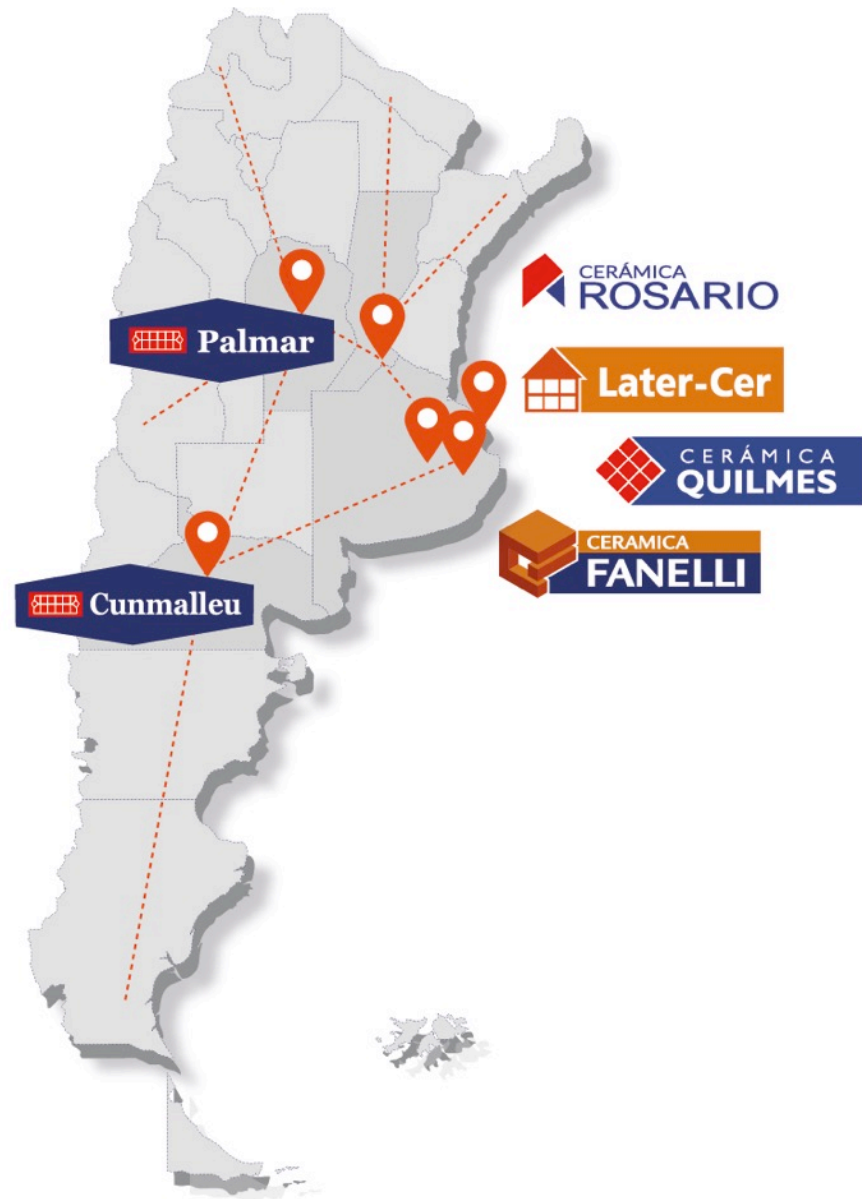 CERÁMICA
ROSARIO
Palmar
Later-Cer
CERÁMICA
QUILMES
CERAMICA
FANELLI
Cunmalleu